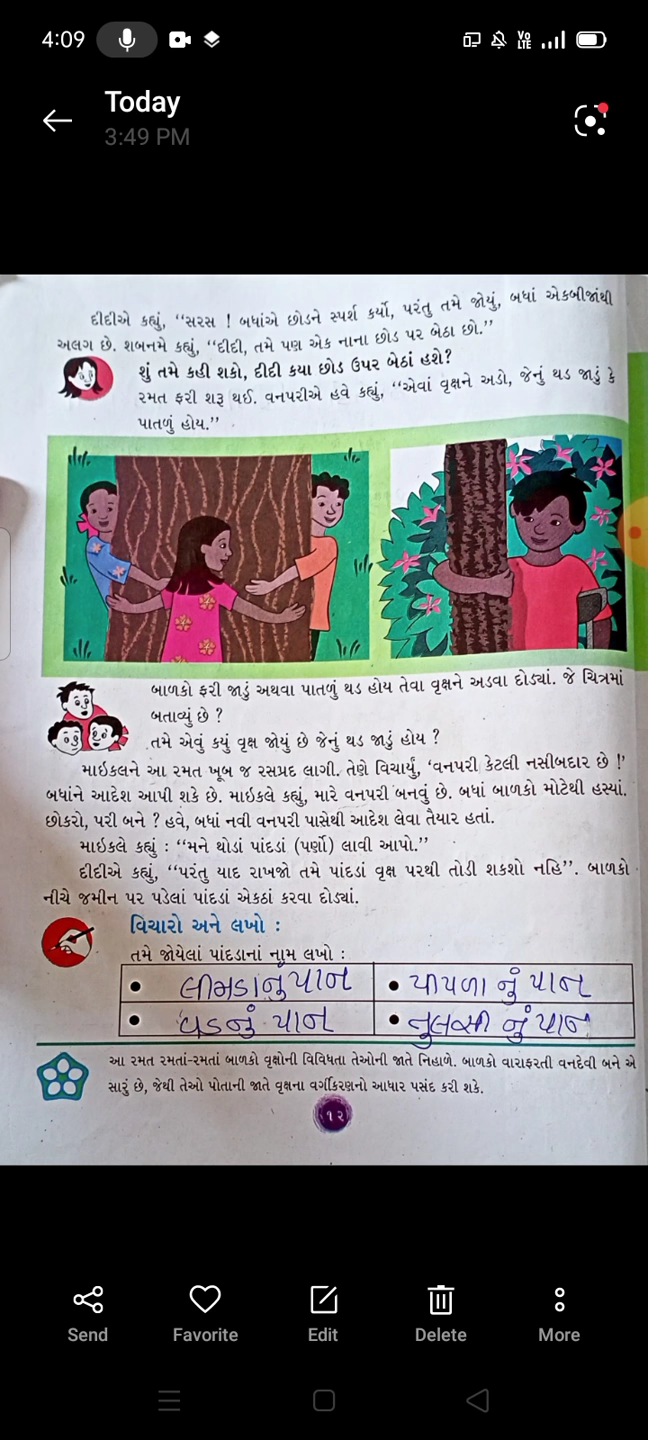 4:09
Vo LTE
Today
3:49 PM
દીદીએ કહ્યું, “સરસ ! બધાંએ છોડને સ્પર્શ કર્યો, પરંતુ તમે જોયું, બધાં એકબીજાંથી
અલગ છે. શબનમે કહ્યું, “દીદી, તમે પણ એક નાના છોડ પર બેઠા છો.”
શું તમે કહી શકો, દીદી કયા છોડ ઉપર બેઠાં હશે?
રમત ફરી શરૂ થઈ. વનપરીએ હવે કહ્યું, “એવાં વૃક્ષને અડો, જેનું થડ જાડું કે
પાતળું હોય.”
બાળકો ફરી જાડું અથવા પાતળું થડ હોય તેવા વૃક્ષને અડવા દોડ્યાં. જે ચિત્રમાં
બતાવ્યું છે ?
તમે એવું કયું વૃક્ષ જોયું છે જેનું થડ જાડું હોય ?
માઇકલને આ રમત ખૂબ જ રસપ્રદ લાગી. તેણે વિચાર્યું, ‘વનપરી કેટલી નસીબદાર છે !’
બધાંને આદેશ આપી શકે છે. માઇકલે કહ્યું, મારે વનપરી બનવું છે. બધાં બાળકો મોટેથી હસ્યાં.
છોકરો, પરી બને ? હવે, બધાં નવી વનપરી પાસેથી આદેશ લેવા તૈયાર હતાં.
માઇકલે કહ્યું : “મને થોડાં પાંદડાં (પર્ણો) લાવી આપો.”
દીદીએ કહ્યું, “પરંતુ યાદ રાખજો તમે પાંદડાં વૃક્ષ પરથી તોડી શકશો નહિ”. બાળકો
નીચે જમીન પર પડેલાં પાંદડાં એકઠાં કરવા દોડ્યાં.
વિચારો અને લખો :
તમે જોયેલાં પાંદડાનાં નામ લખો :
• લીમડાનું પાન • પીપળા નું પાન
• વડનું પાન • તુલસી નું પાન
આ રમત રમતાં-રમતાં બાળકો વૃક્ષોની વિવિધતા તેઓની જાતે નિહાળે. બાળકો વારાફરતી વનદેવી બને એ
સારું છે, જેથી તેઓ પોતાની જાતે વૃક્ષના વર્ગીકરણનો આધાર પસંદ કરી શકે.
૧૨
Send Favorite Edit Delete More